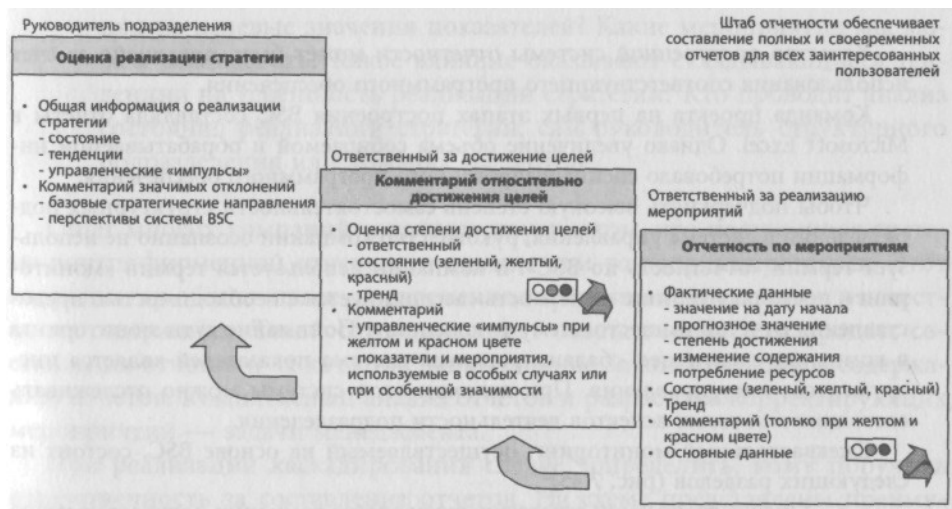 Руководитель подразделения
Оценка реализации стратегии
• Общая информация о реализации
стратегии
- состояние
- тенденции
- управленческие «импульсы»
• Комментарий значимых отклонений
- базовые стратегические направления
- перспективы системы BSC
Ответственный за достижение целей
Комментарий относительно
достижения целей
• Оценка степени достижения целей
- ответственный
- состояние (зеленый, желтый,
красный)
- тренд
• Комментарий
- управленческие «импульсы» при
желтом и красном цвете
- показатели и мероприятия,
используемые в особых случаях или
при особенной значимости
Штаб отчетности обеспечивает
составление полных и своевременных
отчетов для всех заинтересованных
пользователей
Ответственный за реализацию
мероприятий
Отчетность по мероприятиям
• Фактические данные
- значение на дату начала
- прогнозное значение
- степень достижения
- изменение содержания
- потребление ресурсов
• Состояние (зеленый, желтый, красный)
• Тренд
• Комментарий (только при желтом и
красном цвете)
• Основные данные